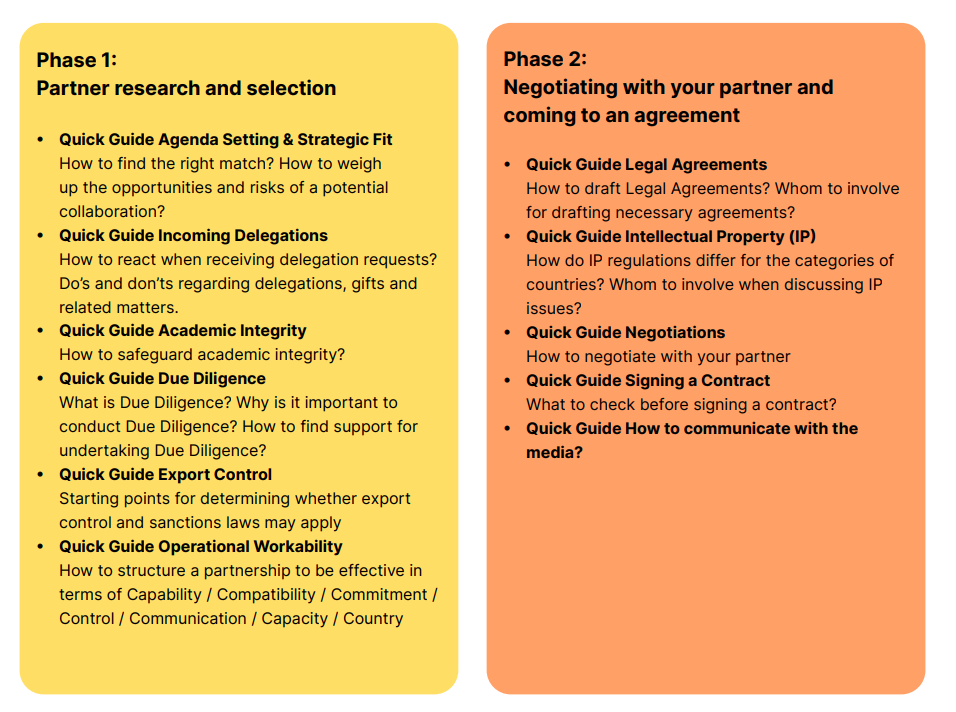 Phase 1:
Partner research and selection
• Quick Guide Agenda Setting & Strategic Fit
How to find the right match? How to weigh
up the opportunities and risks of a potential
collaboration?
• Quick Guide Incoming Delegations
How to react when receiving delegation requests?
Do’s and don’ts regarding delegations, gifts and
related matters.
• Quick Guide Academic Integrity
How to safeguard academic integrity?
• Quick Guide Due Diligence
What is Due Diligence? Why is it important to
conduct Due Diligence? How to find support for
undertaking Due Diligence?
• Quick Guide Export Control
Starting points for determining whether export
control and sanctions laws may apply
• Quick Guide Operational Workability
How to structure a partnership to be effective in
terms of Capability / Compatibility / Commitment /
Control / Communication / Capacity / Country
Phase 2:
Negotiating with your partner and
coming to an agreement
• Quick Guide Legal Agreements
How to draft Legal Agreements? Whom to involve
for drafting necessary agreements?
• Quick Guide Intellectual Property (IP)
How do IP regulations differ for the categories of
countries? Whom to involve when discussing IP
issues?
• Quick Guide Negotiations
How to negotiate with your partner
• Quick Guide Signing a Contract
What to check before signing a contract?
• Quick Guide How to communicate with the
media?